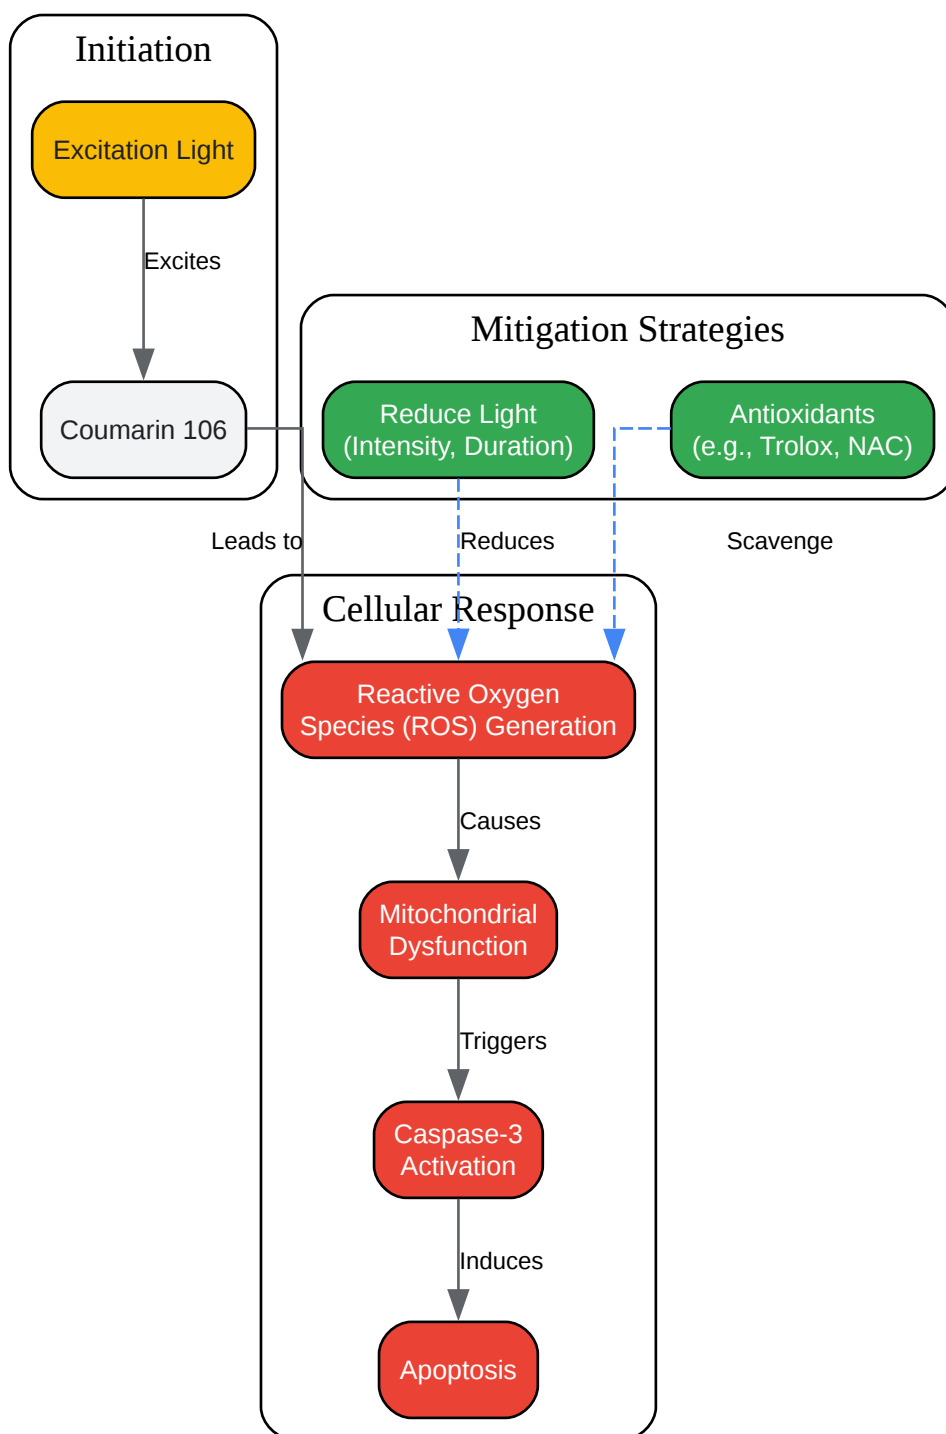 Initiation
Excitation Light
Excites
Coumarin 106
Mitigation Strategies
Reduce Light
(Intensity, Duration)
Antioxidants
(e.g., Trolox, NAC)
Leads to
Reduces
Scavenge
Cellular Response
Reactive Oxygen
Species (ROS) Generation
Causes
Mitochondrial
Dysfunction
Triggers
Caspase-3
Activation
Induces
Apoptosis